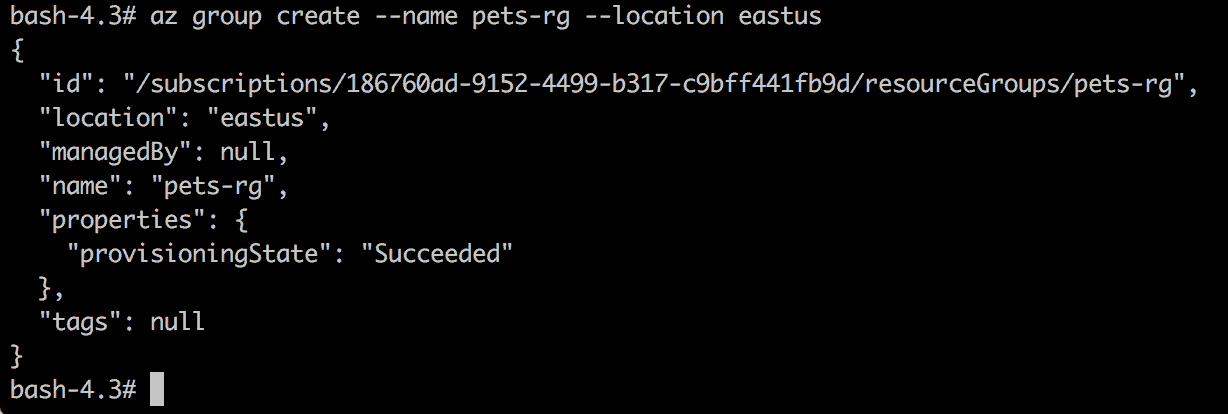 bash-4.3# az group create --name pets-rg --location eastus
{
  "id": "/subscriptions/186760ad-9152-4499-b317-c9bff441fb9d/resourceGroups/pets-rg",
  "location": "eastus",
  "managedBy": null,
  "name": "pets-rg",
  "properties": {
    "provisioningState": "Succeeded"
  },
  "tags": null
}
bash-4.3#